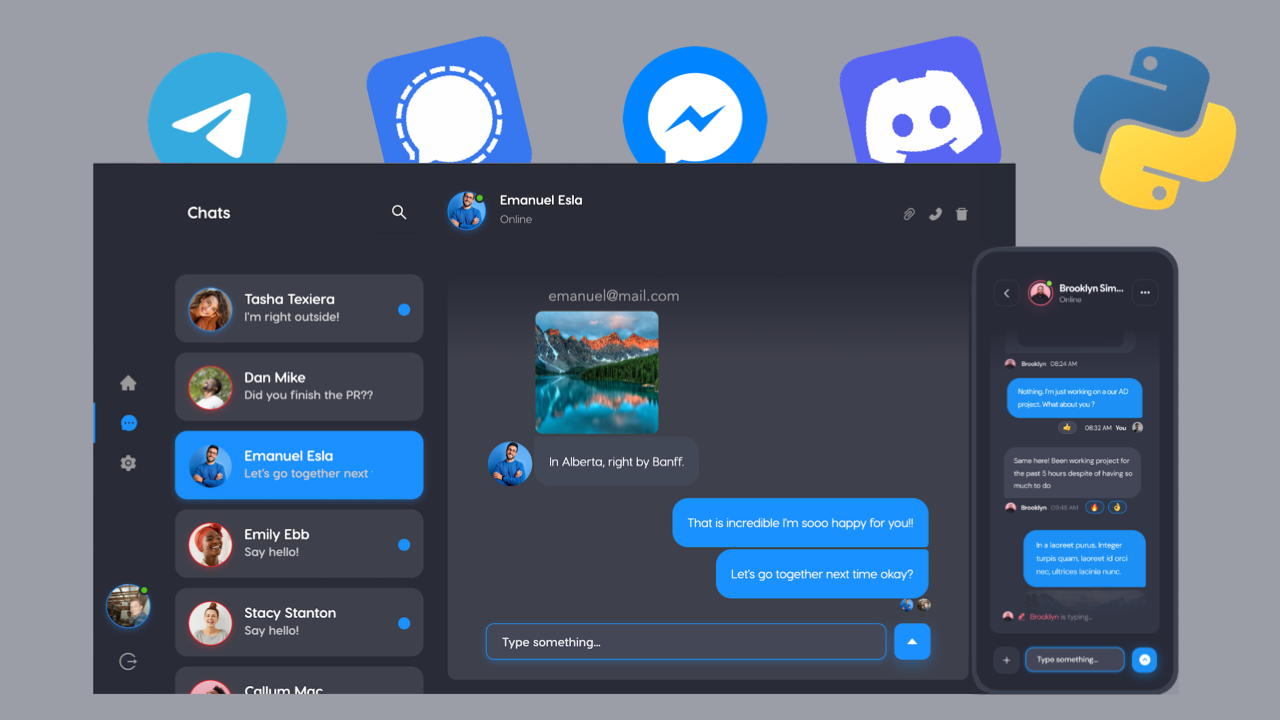 Chats
Tasha Texiera
I'm right outside!
Dan Mike
Did you finish the PR??
Emanuel Esla
Let's go together next
Emily Ebb
Say hello!
Stacy Stanton
Say hello!
Callum Mac
Emanuel Esla
Online
emanuel@mail.com
In Alberta, right by Banff.
That is incredible I'm sooo happy for you!!
Let's go together next time okay?
Type something...
Brooklyn Sim...
Online
Brooklyn 08:24 AM
Nothing. I'm just working on a our AD
project. What about you ?
08:32 AM You
Same here! Been working project for
the past 5 hours despite of having so
much to do
Brooklyn 09:48 AM
In a laoreet purus. Integer
turpis quam, laoreet id orci
nec, ultrices lacinia nunc.
Brooklyn is typing...
Type something...